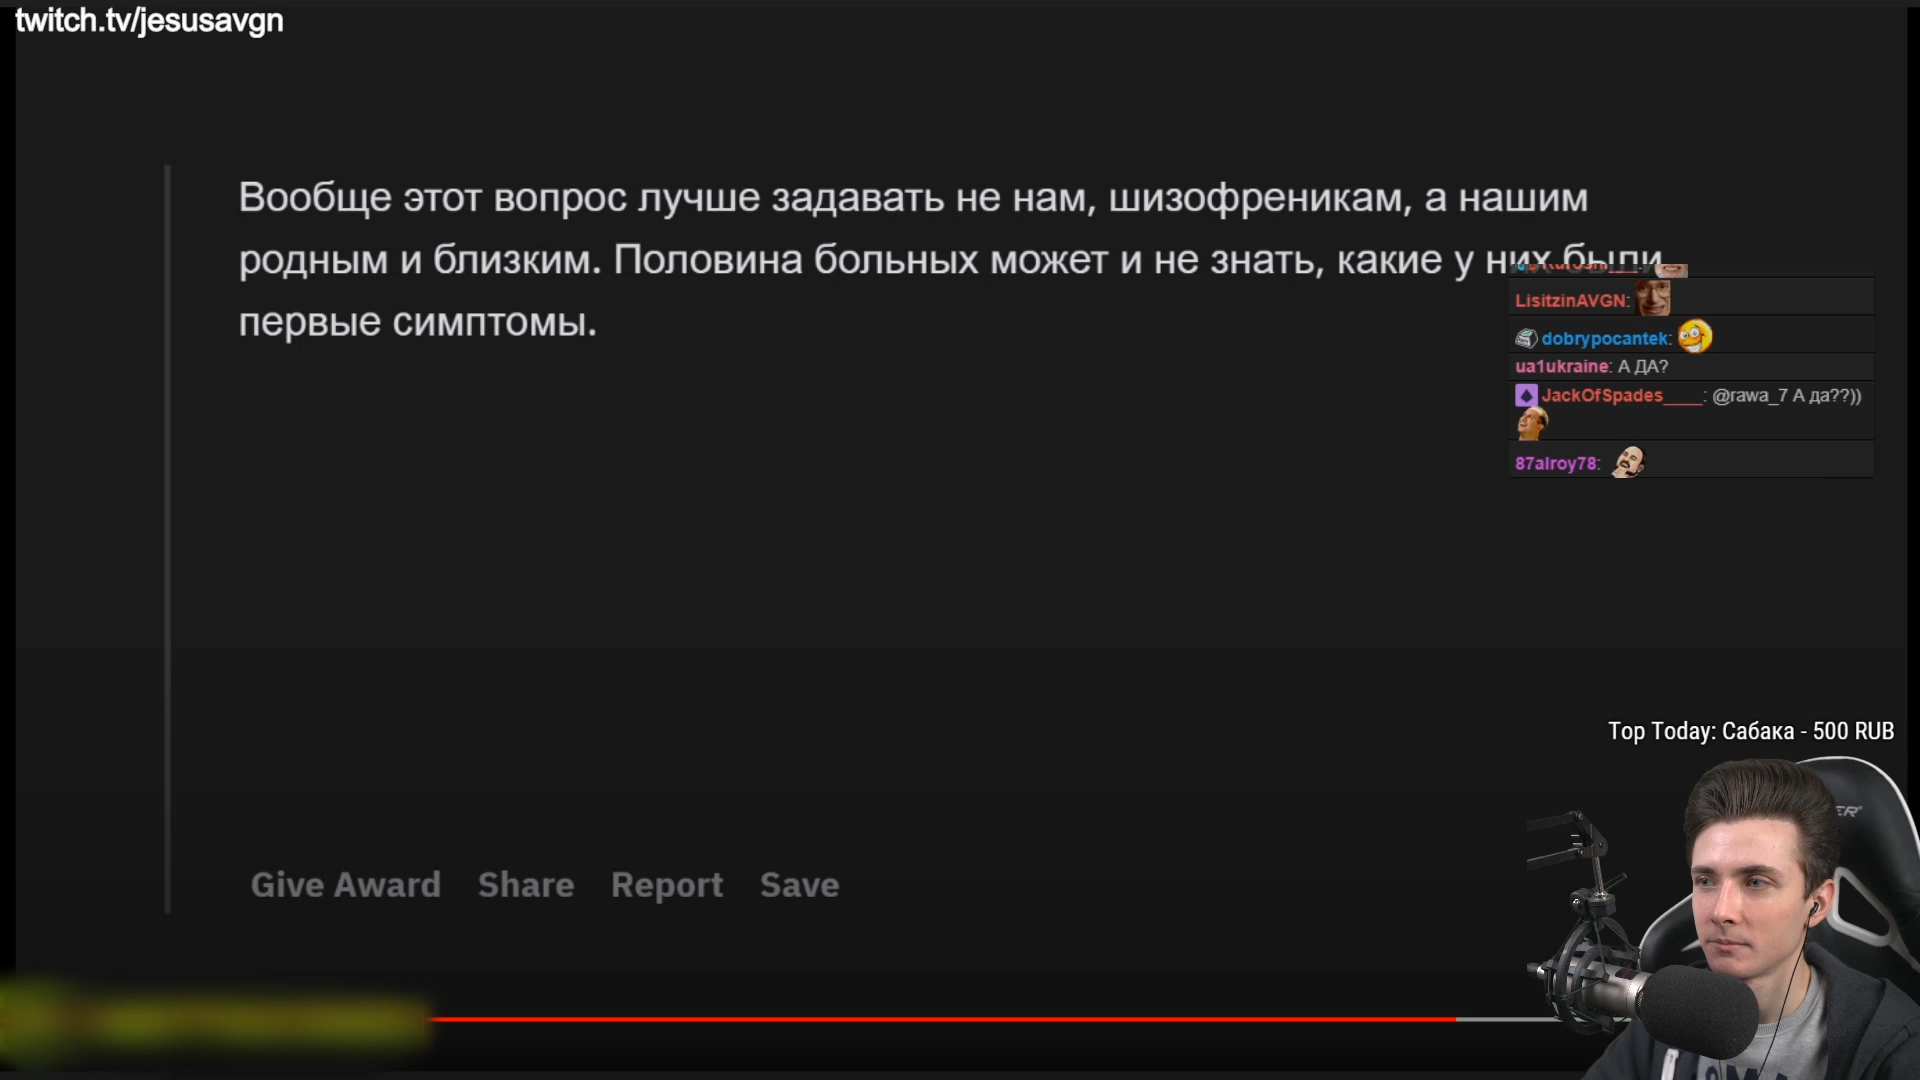 twitch.tv/jesusavgn
Вообще этот вопрос лучше задавать не нам, шизофреникам, а нашим
родным и близким. Половина больных может и не знать, какие у них были
первые симптомы.
LisitzinAVGN:
dobrypocantek:
ua1ukraine: А ДА?
JackOfSpades____: @rawa_7 А да??))
87alroy78:
Top Today: Сабака - 500 RUB
Give Award Share Report Save